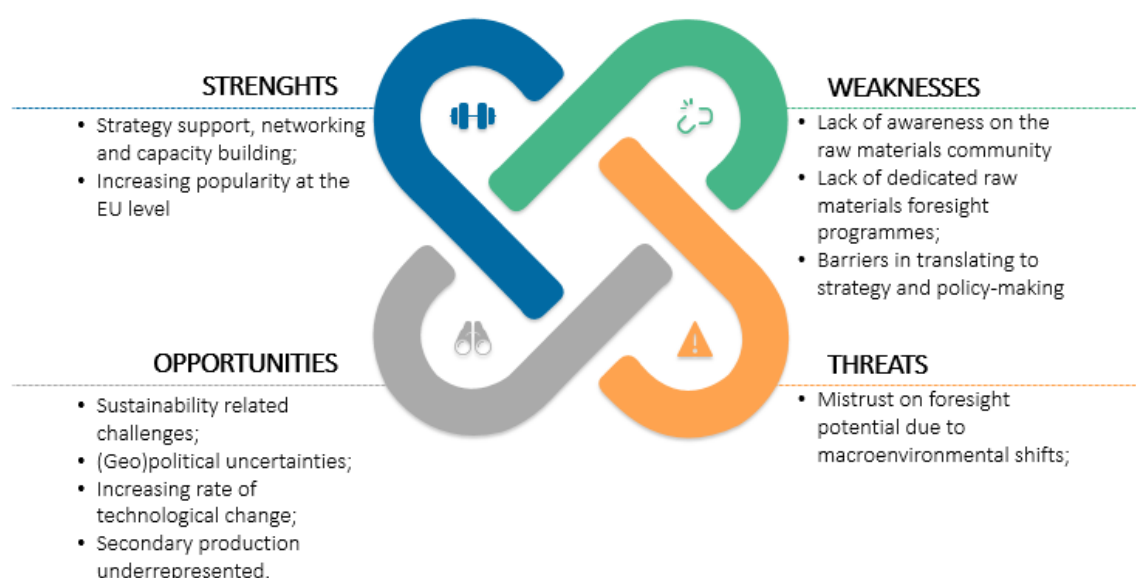 STRENGHTS
• Strategy support, networking
and capacity building;
• Increasing popularity at the
EU level
WEAKNESSES
• Lack of awareness on the
raw materials community
• Lack of dedicated raw
materials foresight
programmes;
• Barriers in translating to
strategy and policy-making
OPPORTUNITIES
• Sustainability related
challenges;
• (Geo)political uncertainties;
• Increasing rate of
technological change;
• Secondary production
underrepresented.
THREATS
• Mistrust on foresight
potential due to
macroenvironmental shifts;